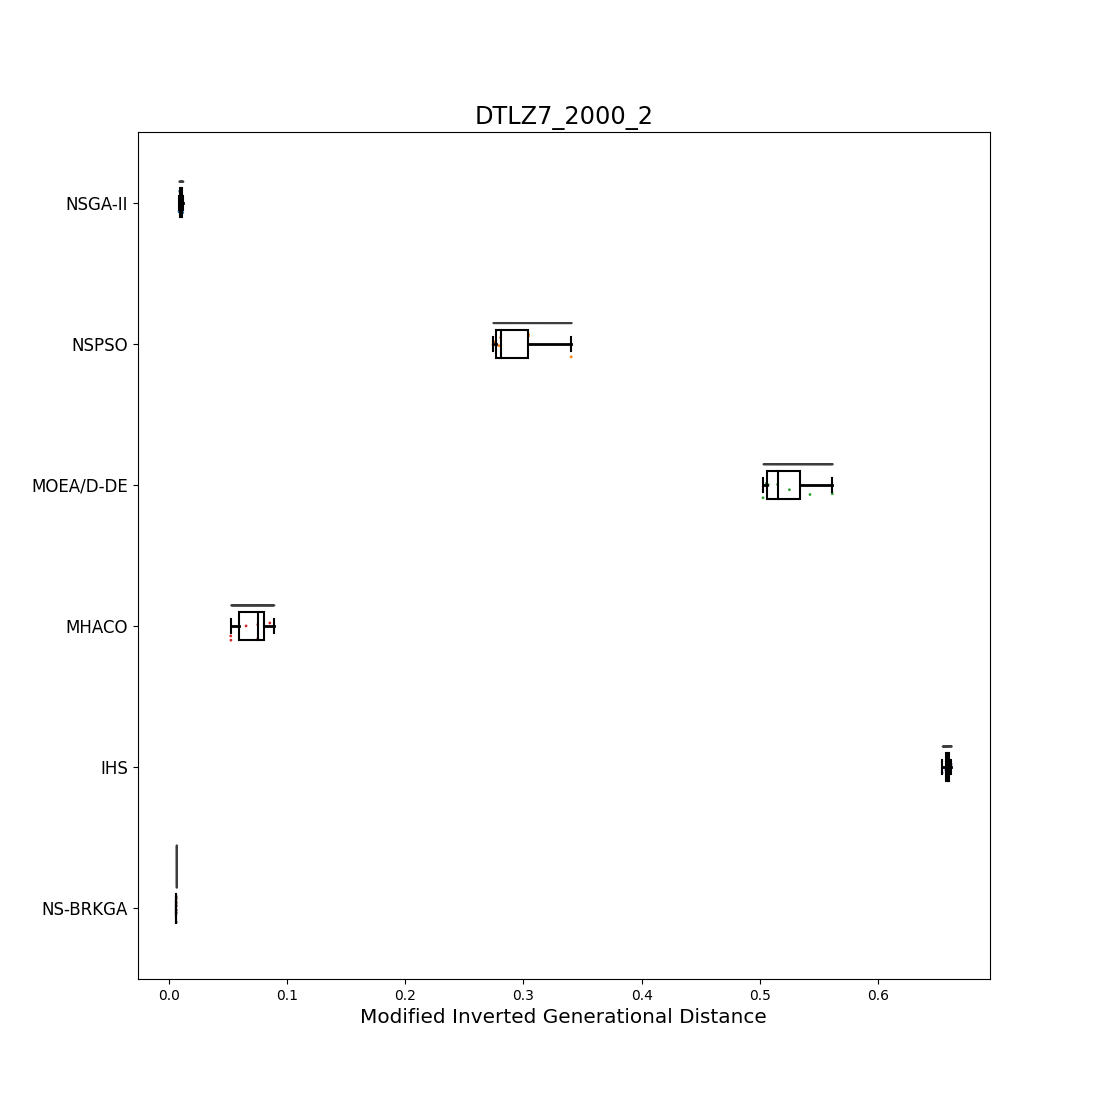 DTLZ7_2000_2
NSGA-II
NSPSO
MOEA/D-DE
MHACO
IHS
NS-BRKGA
0.0 0.1 0.2 0.3 0.4 0.5 0.6
Modified Inverted Generational Distance